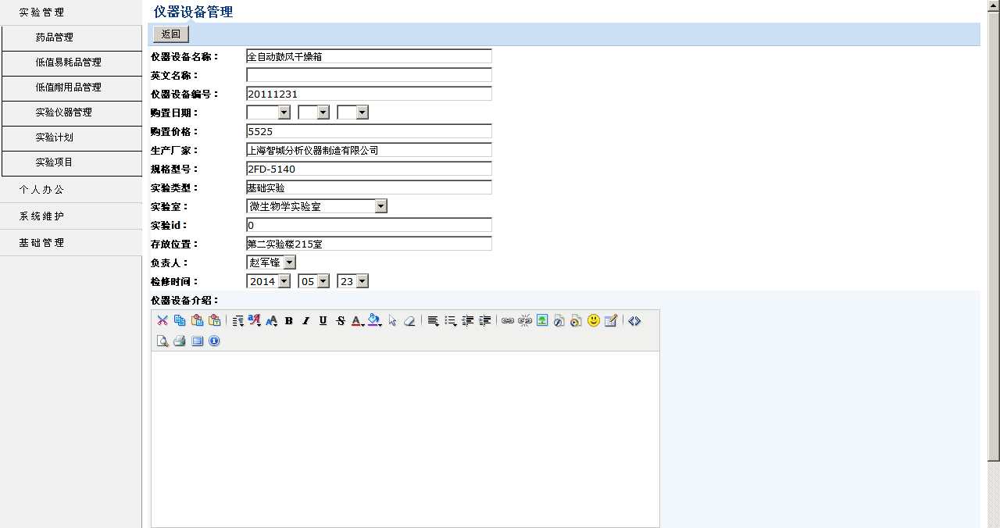 实验管理
药品管理
低值易耗品管理
低值耐用品管理
实验仪器管理
实验计划
实验项目
个人办公
系统维护
基础管理
仪器设备管理
返回
仪器设备名称： 全自动鼓风干燥箱
英文名称：
仪器设备编号： 20111231
购置日期：
购置价格： 5525
生产厂家： 上海智城分析仪器制造有限公司
规格型号： 2FD-5140
实验类型： 基础实验
实验室： 微生物学实验室
实验id： 0
存放位置： 第二实验楼215室
负责人： 赵军锋
检修时间： 2014 05 23
仪器设备介绍：